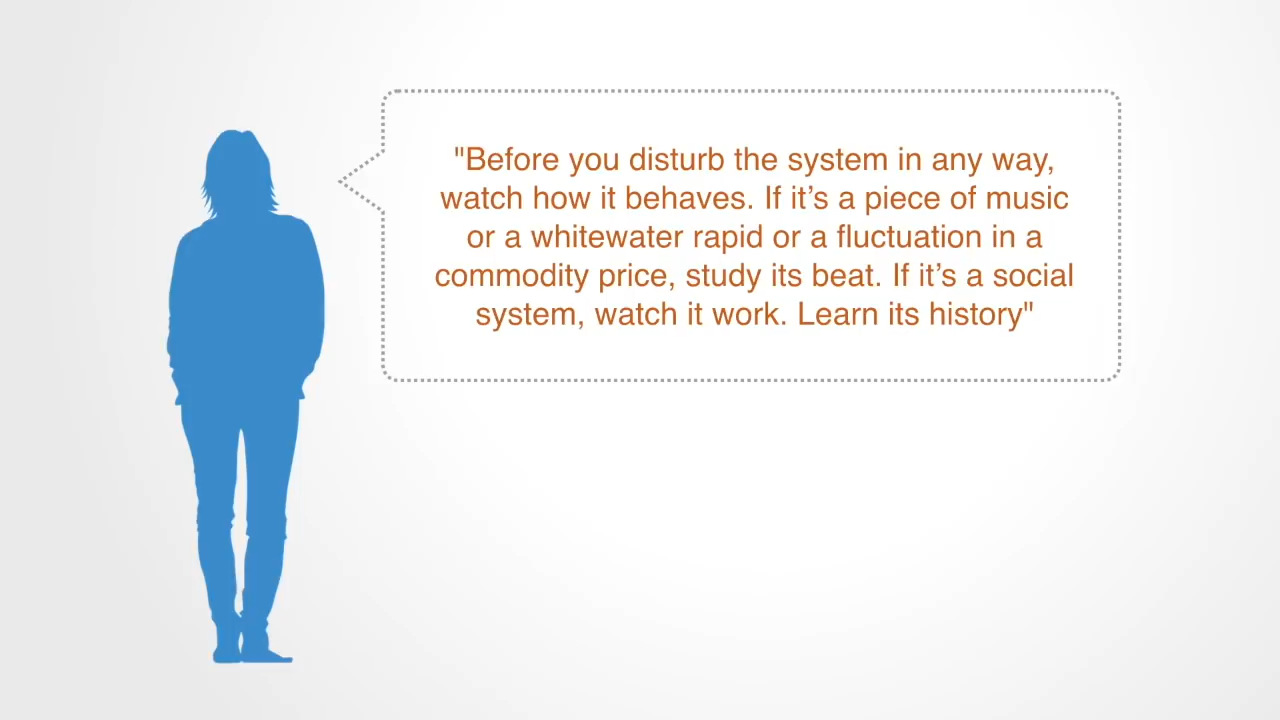 "Before you disturb the system in any way,
watch how it behaves. If it’s a piece of music
or a whitewater rapid or a fluctuation in a
commodity price, study its beat. If it’s a social
system, watch it work. Learn its history"